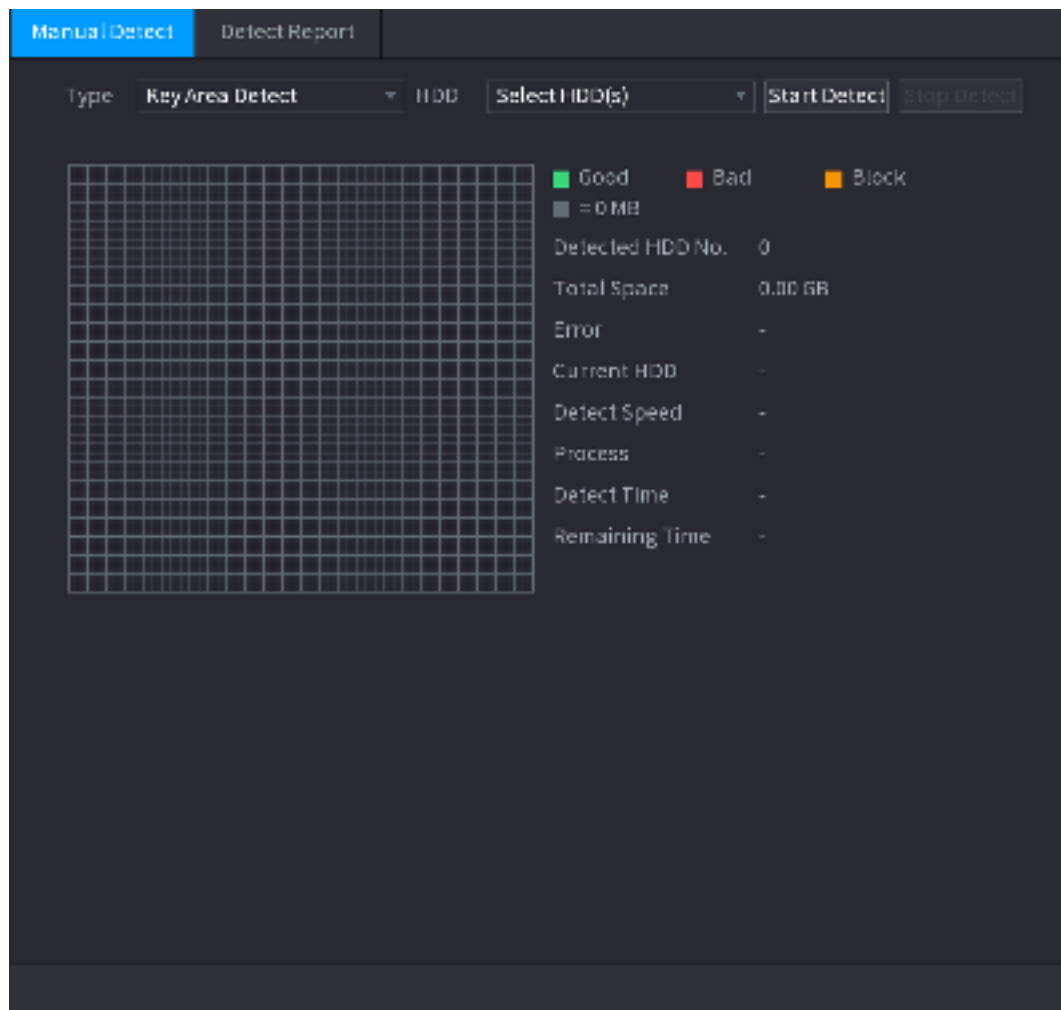 Manual Detect Detect Report
Type Key Area Detect HDD Select HDD(s) Start Detect Stop Detect
Good Bad Block
= 0 MB
Detected HDD No. 0
Total Space 0.00 GB
Error -
Current HDD -
Detect Speed -
Process -
Detect Time -
Remaining Time -